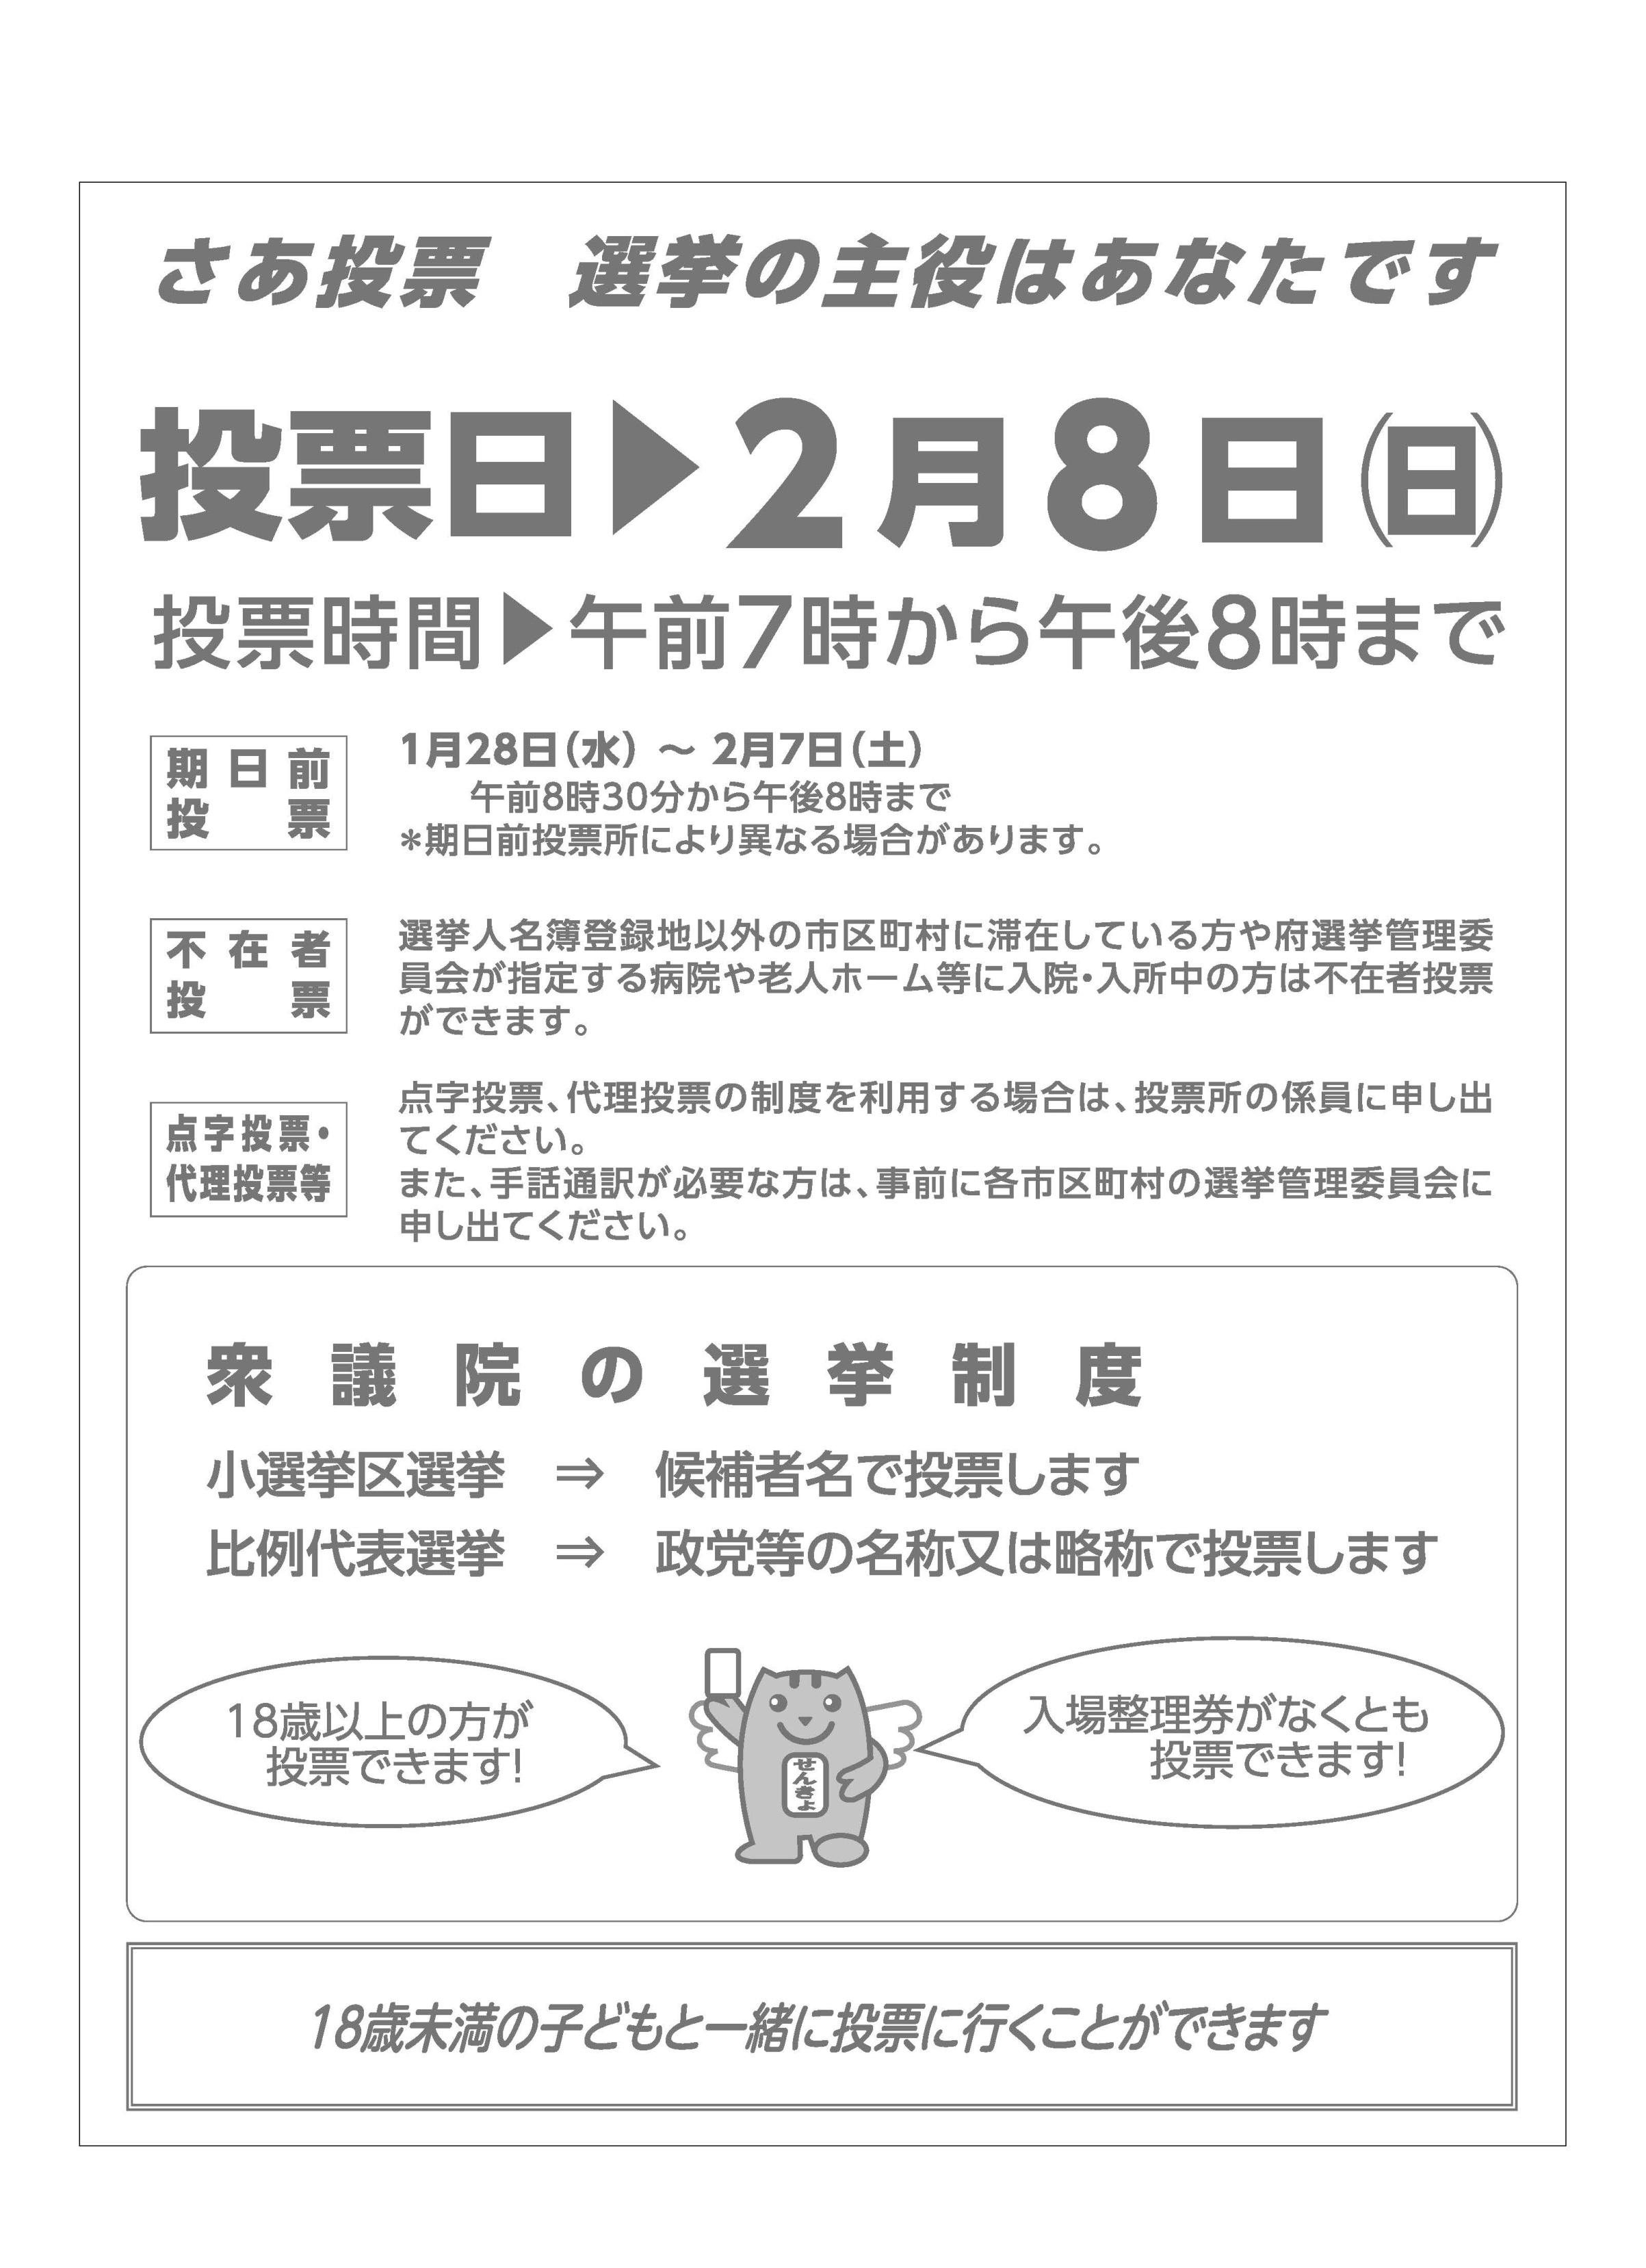 さあ投票　選挙の主役はあなたです
投票日▶2月8日(日)
投票時間▶午前7時から午後8時まで
期日前
投票
1月28日(水) ～ 2月7日(土)
午前8時30分から午後8時まで
＊期日前投票所により異なる場合があります。
不在者
投票
選挙人名簿登録地以外の市区町村に滞在している方や府選挙管理委
員会が指定する病院や老人ホーム等に入院・入所中の方は不在者投票
ができます。
点字投票・
代理投票等
点字投票、代理投票の制度を利用する場合は、投票所の係員に申し出
てください。
また、手話通訳が必要な方は、事前に各市区町村の選挙管理委員会に
申し出てください。
衆議院の選挙制度
小選挙区選挙　⇒　候補者名で投票します
比例代表選挙　⇒　政党等の名称又は略称で投票します
18歳以上の方が
投票できます!
せんきょ
入場整理券がなくとも
投票できます!
18歳未満の子どもと一緒に投票に行くことができます